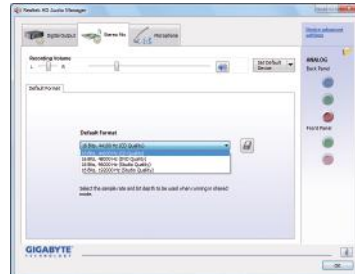 Realtek HD Audio Manager
Digital Output
Stereo Mix
Microphone
Device advanced settings
Recording Volume
L
R
Set Default Device
ANALOG
Back Panel
Default Format
Front Panel
Default Format
16 Bits, 44100 Hz (CD Quality)
16 Bits, 44100 Hz (CD Quality)
16 Bits, 48000 Hz (DVD Quality)
16 Bits, 96000 Hz (Studio Quality)
16 Bits, 192000 Hz (Studio Quality)
Select the sample rate and bit depth to be used when running in shared
mode.
GIGABYTE
TECHNOLOGY
OK